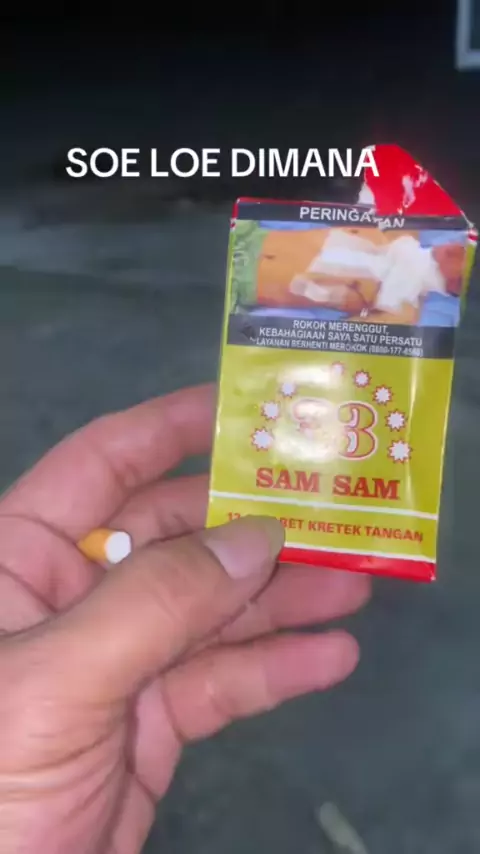 SOE LOE DIMANA
PERINGATAN
ROKOK MERENGGUT,
KEBAHAGIAAN SAYA SATU PERSATU
LAYANAN BERHENTI MEROKOK (0800-177-6565)
33
SAM SAM
KRETEK TANGAN